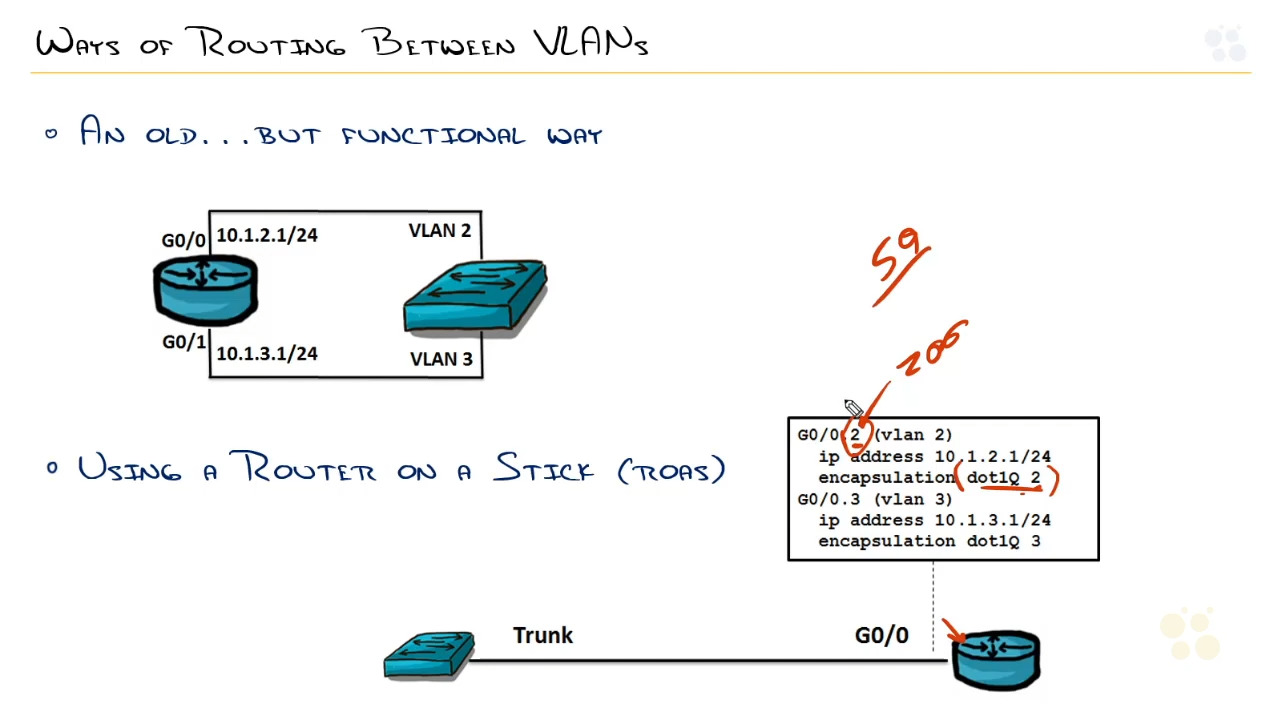 Ways of Routing Between VLANs
An old...but functional way
G0/0
10.1.2.1/24
VLAN 2
G0/1
10.1.3.1/24
VLAN 3
59
206
Using a Router on a Stick (ROAS)
G0/0.2 (vlan 2)
ip address 10.1.2.1/24
encapsulation (dot1Q 2)
G0/0.3 (vlan 3)
ip address 10.1.3.1/24
encapsulation dot1Q 3
Trunk
G0/0